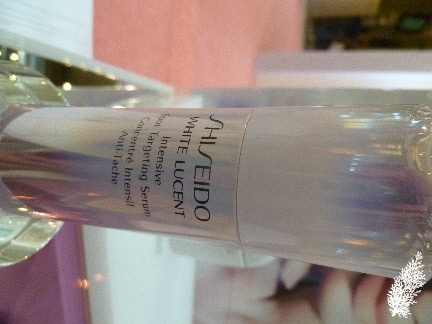 SHISEIDO
WHITE LUCENT
Intensive
Spot Targeting Serum
Concentré Intensif
Anti-Tache